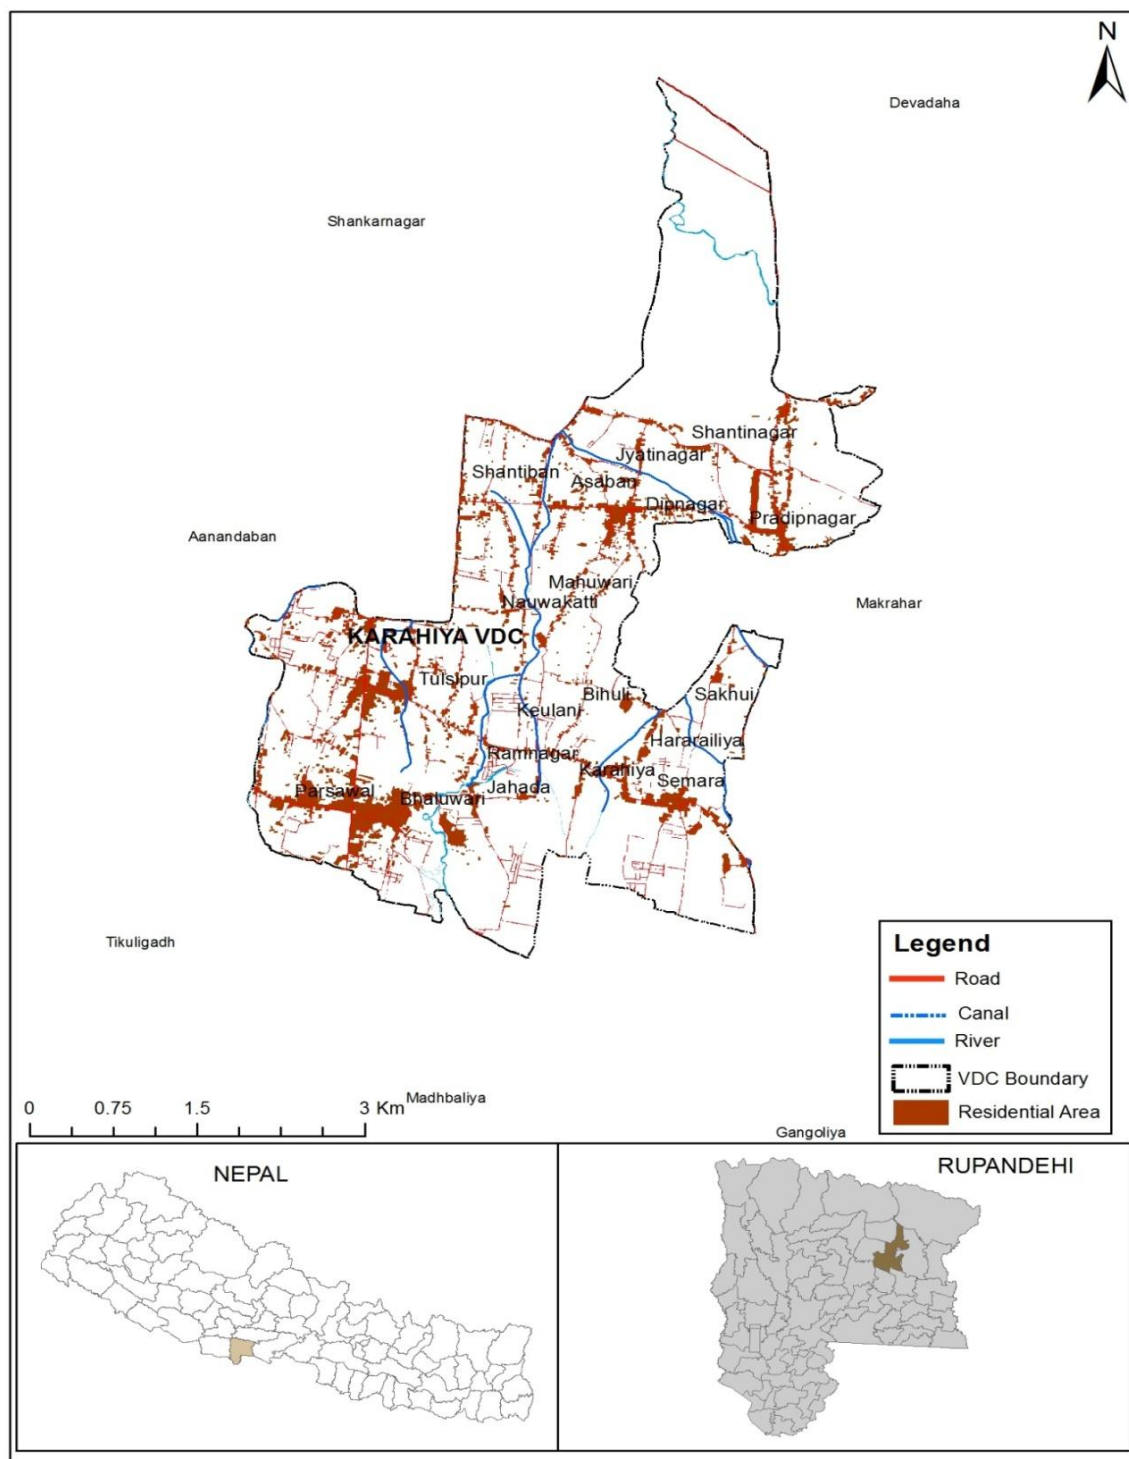 N
Devadaha
Shankarnagar
Shantinagar
Jyatinagar
Shantiban
Asaban
Dipnagar
Pradipnagar
Aanandaban
Mahuwari
Nauwakatti
Makrahar
KARAHIYA VDC
Tulsipur
Bihuli
Sakhui
Keulani
Hararailiya
Ramnagar
Karahiya
Semara
Parsawal
Bhaluwari
Jahada
Tikuligadh
Legend
Road
Canal
River
VDC Boundary
Residential Area
Madhbaliya
0 0.75 1.5 3 Km
Gangoliya
NEPAL
RUPANDEHI